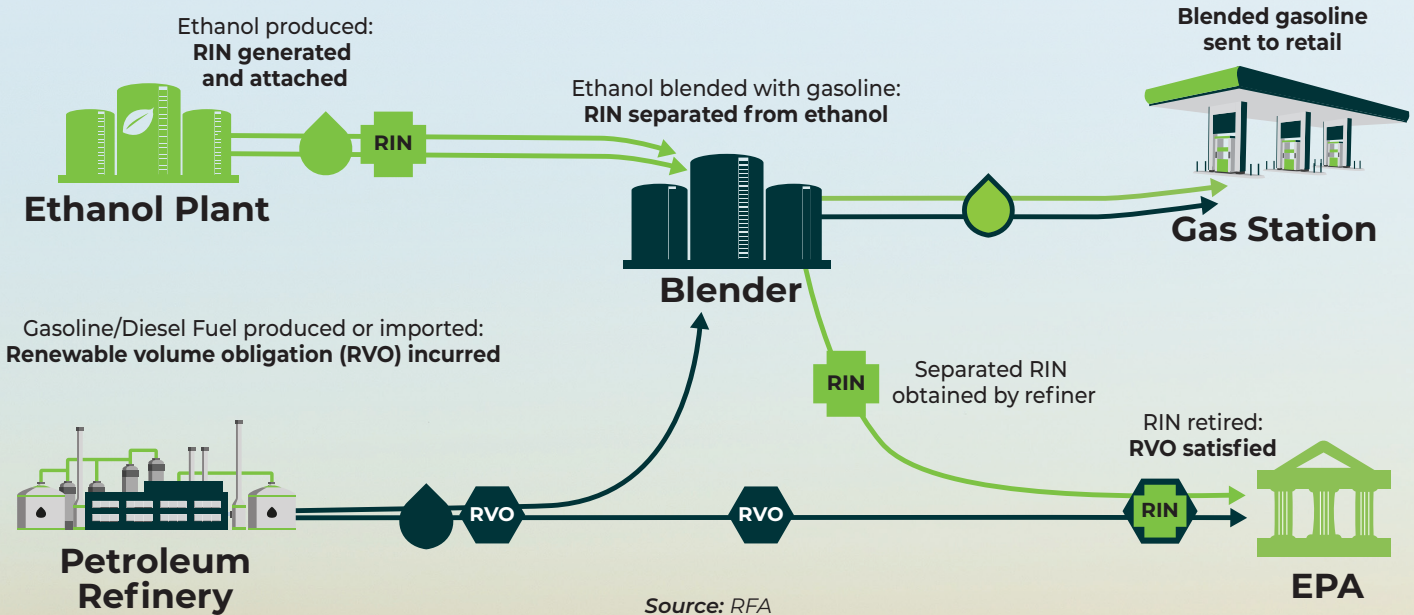 Ethanol produced:
RIN generated
and attached
RIN
Ethanol Plant
Ethanol blended with gasoline:
RIN separated from ethanol
Blender
Blended gasoline
sent to retail
Gas Station
Gasoline/Diesel Fuel produced or imported:
Renewable volume obligation (RVO) incurred
RIN
Separated RIN
obtained by refiner
RIN retired:
RVO satisfied
RVO
RVO
RIN
Petroleum
Refinery
EPA
Source: RFA